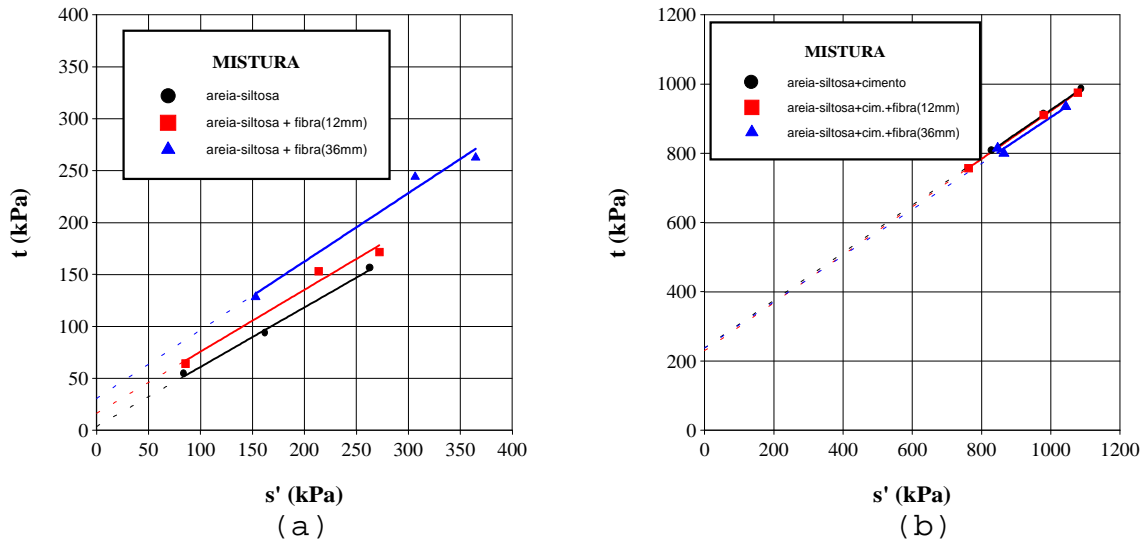 400
350
300
250
200
150
100
50
0
t (kPa)
MISTURA
areia-siltosa
areia-siltosa + fibra(12mm)
areia-siltosa + fibra(36mm)
0 50 100 150 200 250 300 350 400
s' (kPa)
(a)
1200
1000
800
600
400
200
0
t (kPa)
MISTURA
areia-siltosa+cimento
areia-siltosa+cim.+fibra(12mm)
areia-siltosa+cim.+fibra(36mm)
0 200 400 600 800 1000 1200
s' (kPa)
(b)